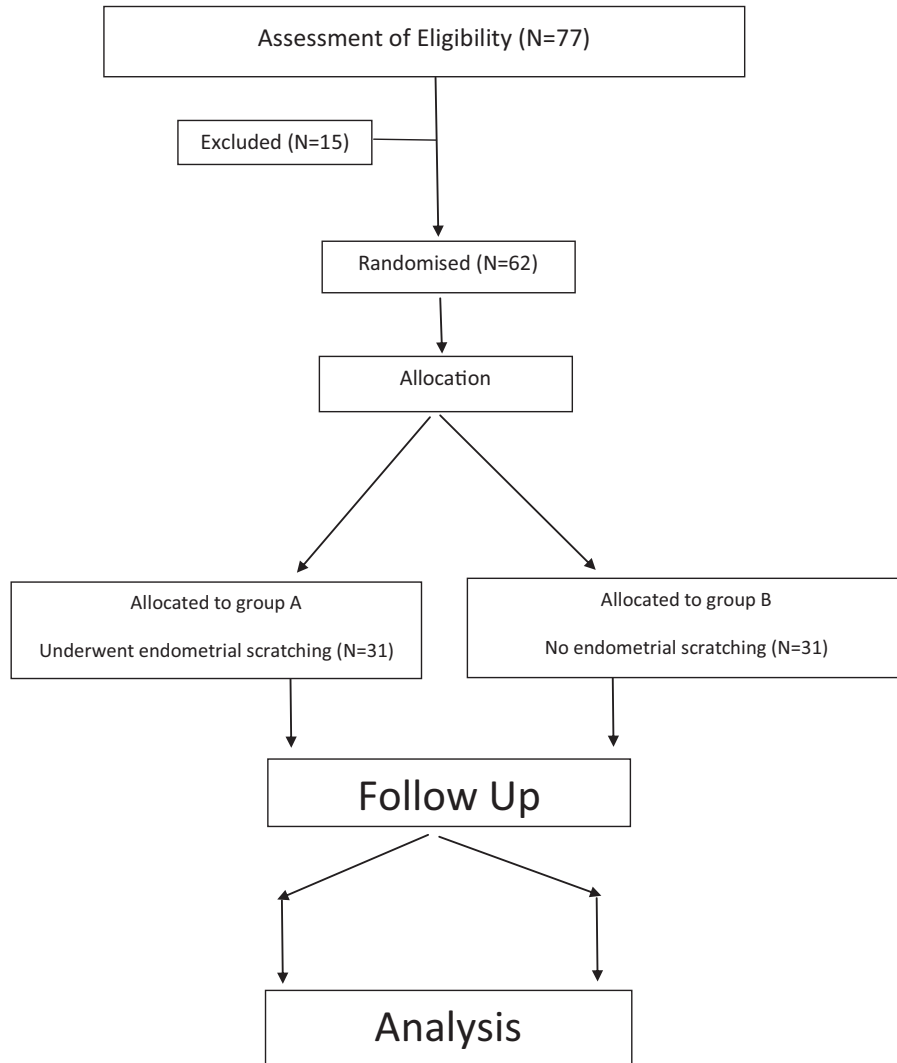 Assessment of Eligibility (N=77)
Excluded (N=15)
Randomised (N=62)
Allocation
Allocated to group A
Underwent endometrial scratching (N=31)
Allocated to group B
No endometrial scratching (N=31)
Follow Up
Analysis